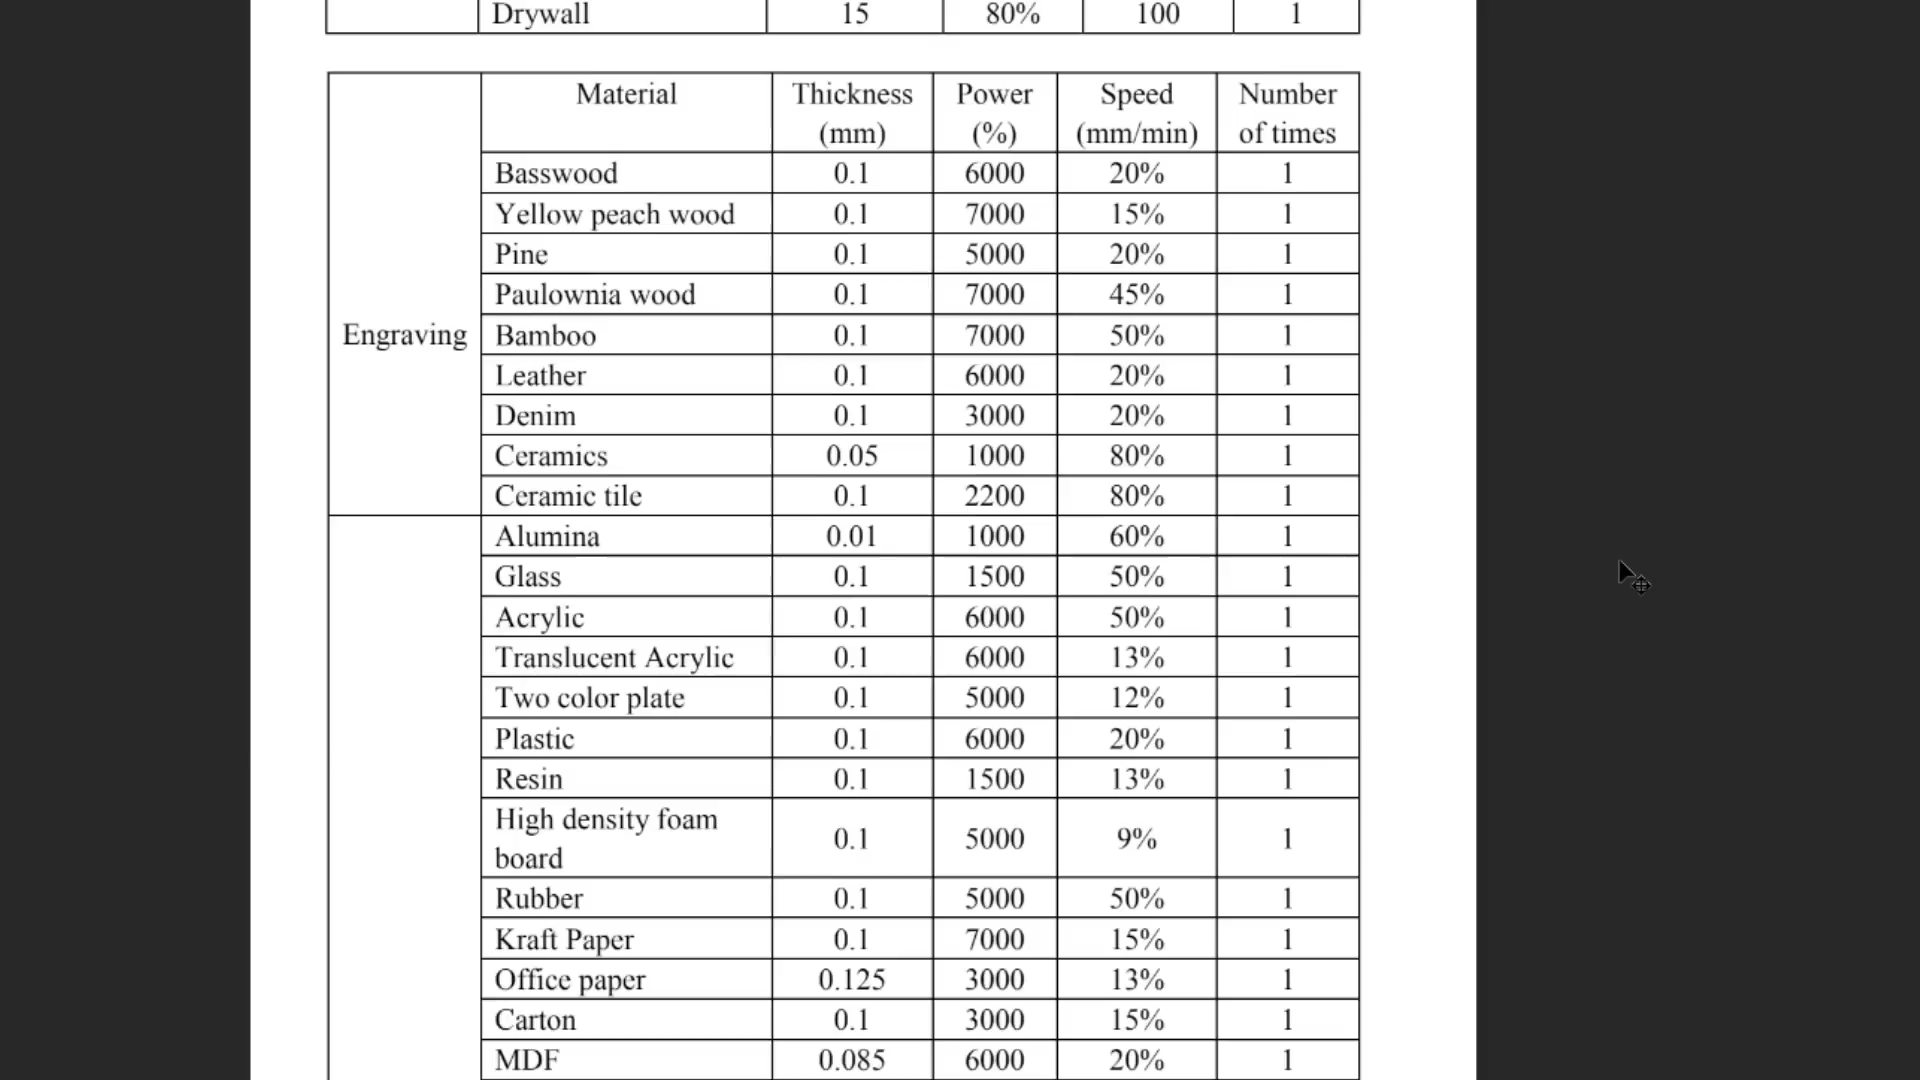 Drywall 15 80% 100 1
Material Thickness Power Speed Number
(mm) (%) (mm/min) of times
Basswood 0.1 6000 20% 1
Yellow peach wood 0.1 7000 15% 1
Pine 0.1 5000 20% 1
Paulownia wood 0.1 7000 45% 1
Engraving Bamboo 0.1 7000 50% 1
Leather 0.1 6000 20% 1
Denim 0.1 3000 20% 1
Ceramics 0.05 1000 80% 1
Ceramic tile 0.1 2200 80% 1
Alumina 0.01 1000 60% 1
Glass 0.1 1500 50% 1
Acrylic 0.1 6000 50% 1
Translucent Acrylic 0.1 6000 13% 1
Two color plate 0.1 5000 12% 1
Plastic 0.1 6000 20% 1
Resin 0.1 1500 13% 1
High density foam
board 0.1 5000 9% 1
Rubber 0.1 5000 50% 1
Kraft Paper 0.1 7000 15% 1
Office paper 0.125 3000 13% 1
Carton 0.1 3000 15% 1
MDF 0.085 6000 20% 1